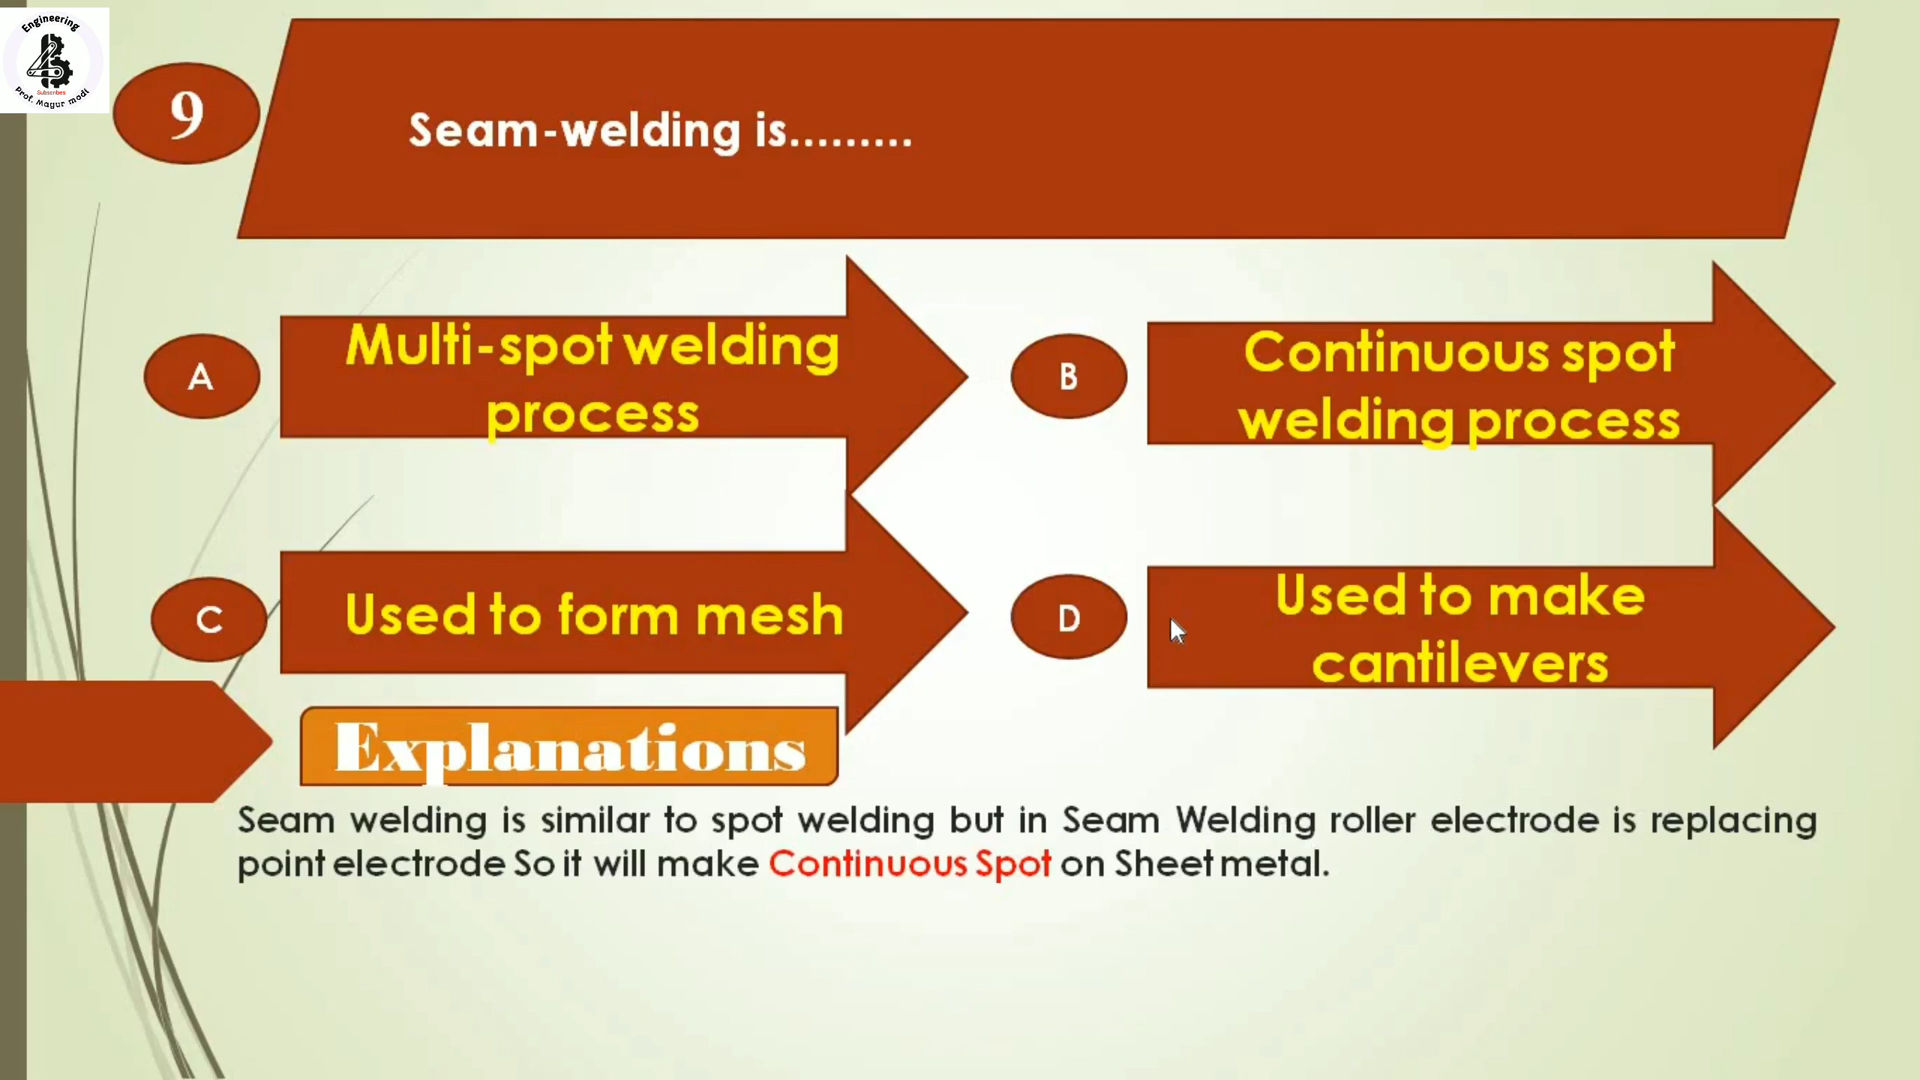 Engineering
Subscribes
Prof. Mayur modi
9
Seam-welding is.........
A
Multi-spot welding
process
B
Continuous spot
welding process
C
Used to form mesh
D
Used to make
cantilevers
Explanations
Seam welding is similar to spot welding but in Seam Welding roller electrode is replacing
point electrode So it will make Continuous Spot on Sheet metal.